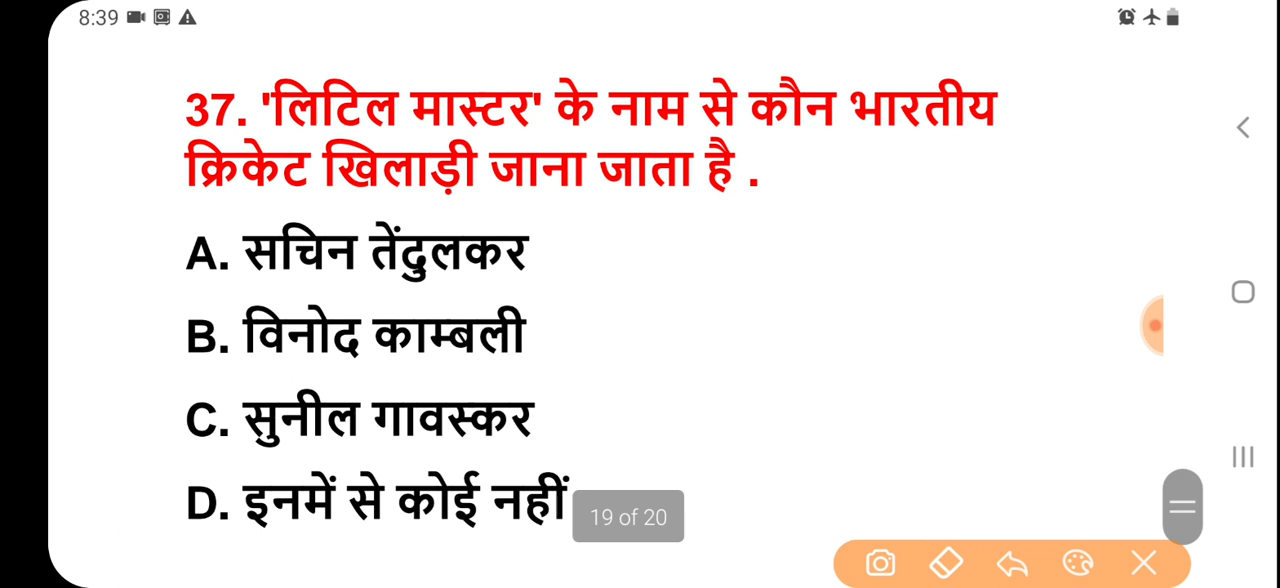 8:39
37. 'लिटिल मास्टर' के नाम से कौन भारतीय
क्रिकेट खिलाड़ी जाना जाता है .
A. सचिन तेंदुलकर
B. विनोद काम्बली
C. सुनील गावस्कर
D. इनमें से कोई नहीं
19 of 20